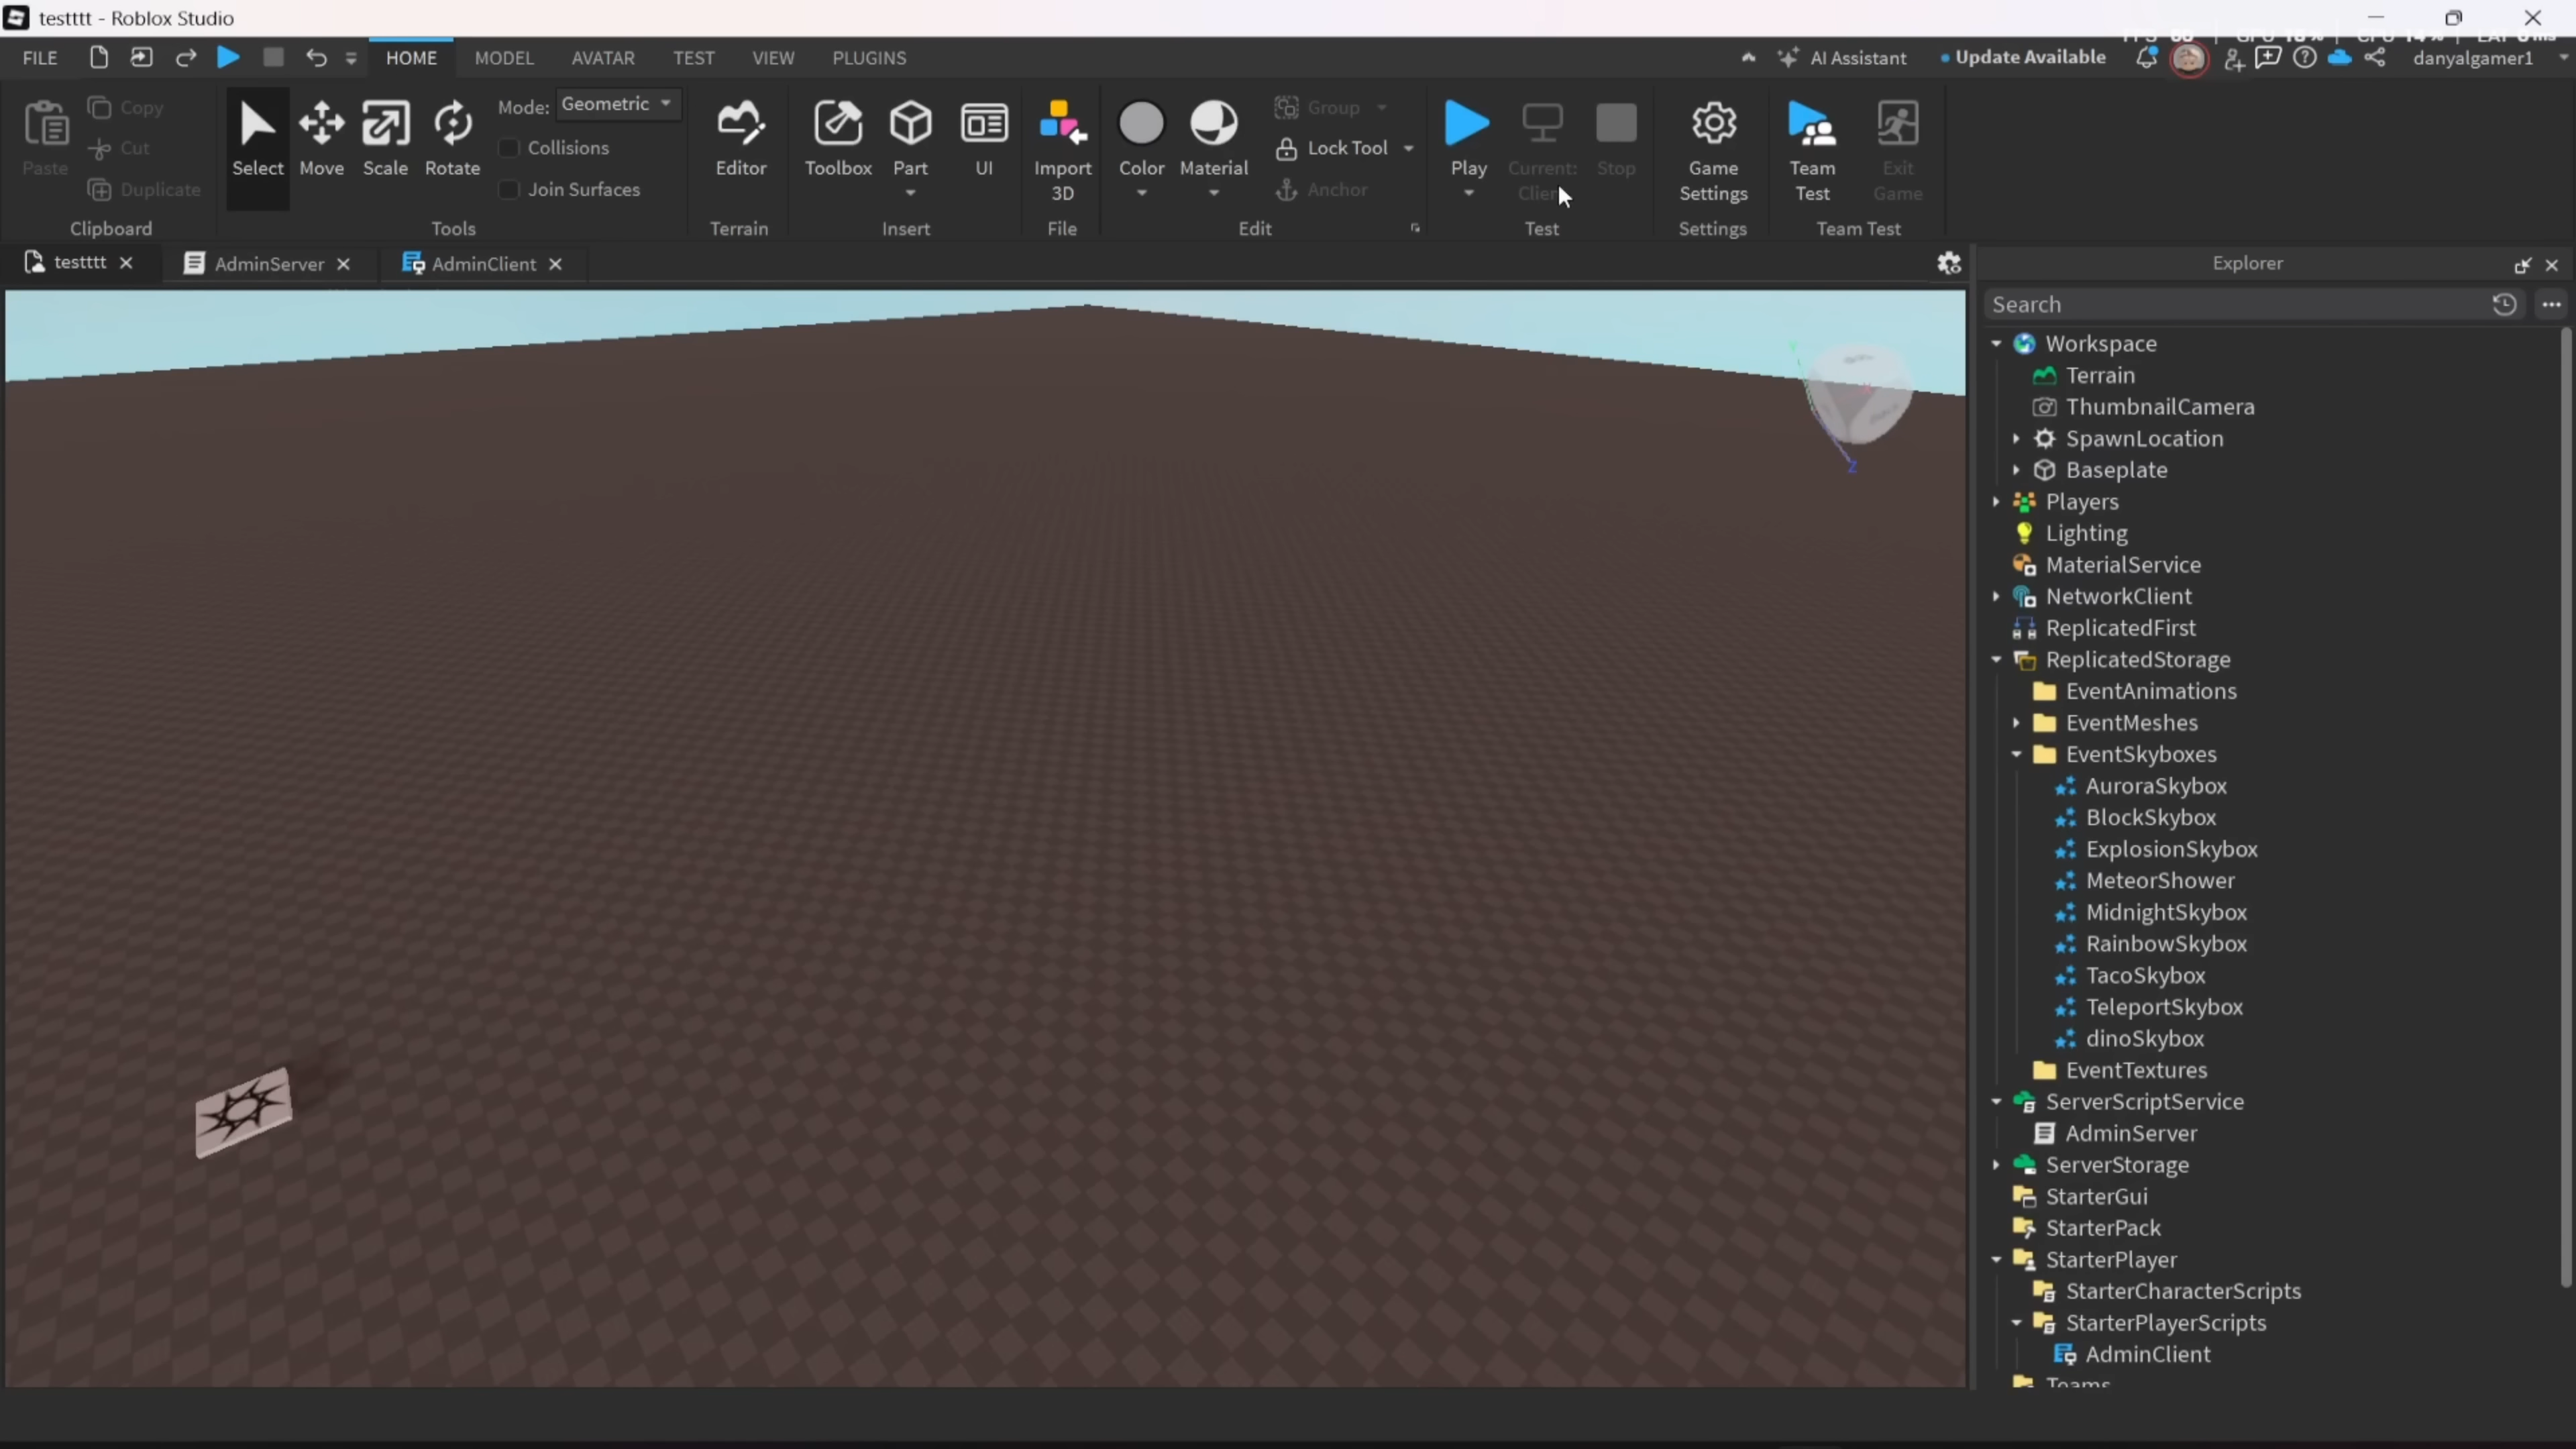 testttt - Roblox Studio
FILE HOME MODEL AVATAR TEST VIEW PLUGINS AI Assistant Update Available danyalgamer1
Paste Copy Cut Duplicate
Clipboard
Select Move Scale Rotate Mode: Geometric
Collisions
Join Surfaces
Tools
Editor
Terrain
Toolbox Part UI
Insert
Import
3D
File
Color Material Group
Lock Tool
Anchor
Edit
Play Current: Stop
Test
Game
Settings
Settings
Team
Test
Exit
Game
Team Test
testttt AdminServer AdminClient
Z
Explorer
Search
Workspace
Terrain
ThumbnailCamera
SpawnLocation
Baseplate
Players
Lighting
MaterialService
NetworkClient
ReplicatedFirst
ReplicatedStorage
EventAnimations
EventMeshes
EventSkyboxes
AuroraSkybox
BlockSkybox
ExplosionSkybox
MeteorShower
MidnightSkybox
RainbowSkybox
TacoSkybox
TeleportSkybox
dinoSkybox
EventTextures
ServerScriptService
AdminServer
ServerStorage
StarterGui
StarterPack
StarterPlayer
StarterCharacterScripts
StarterPlayerScripts
AdminClient
Teams